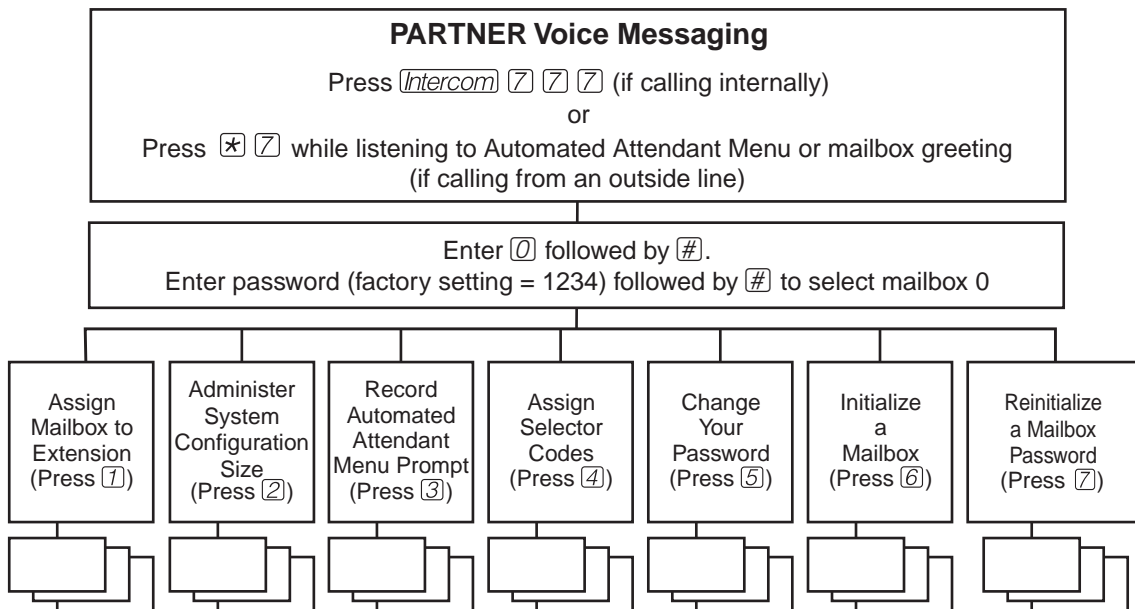 PARTNER Voice Messaging
Press Intercom 7 7 7 (if calling internally)
or
Press * 7 while listening to Automated Attendant Menu or mailbox greeting
(if calling from an outside line)
Enter 0 followed by #.
Enter password (factory setting = 1234) followed by # to select mailbox 0
Assign
Mailbox to
Extension
(Press 1)
Administer
System
Configuration
Size
(Press 2)
Record
Automated
Attendant
Menu Prompt
(Press 3)
Assign
Selector
Codes
(Press 4)
Change
Your
Password
(Press 5)
Initialize
a
Mailbox
(Press 6)
Reinitialize
a Mailbox
Password
(Press 7)